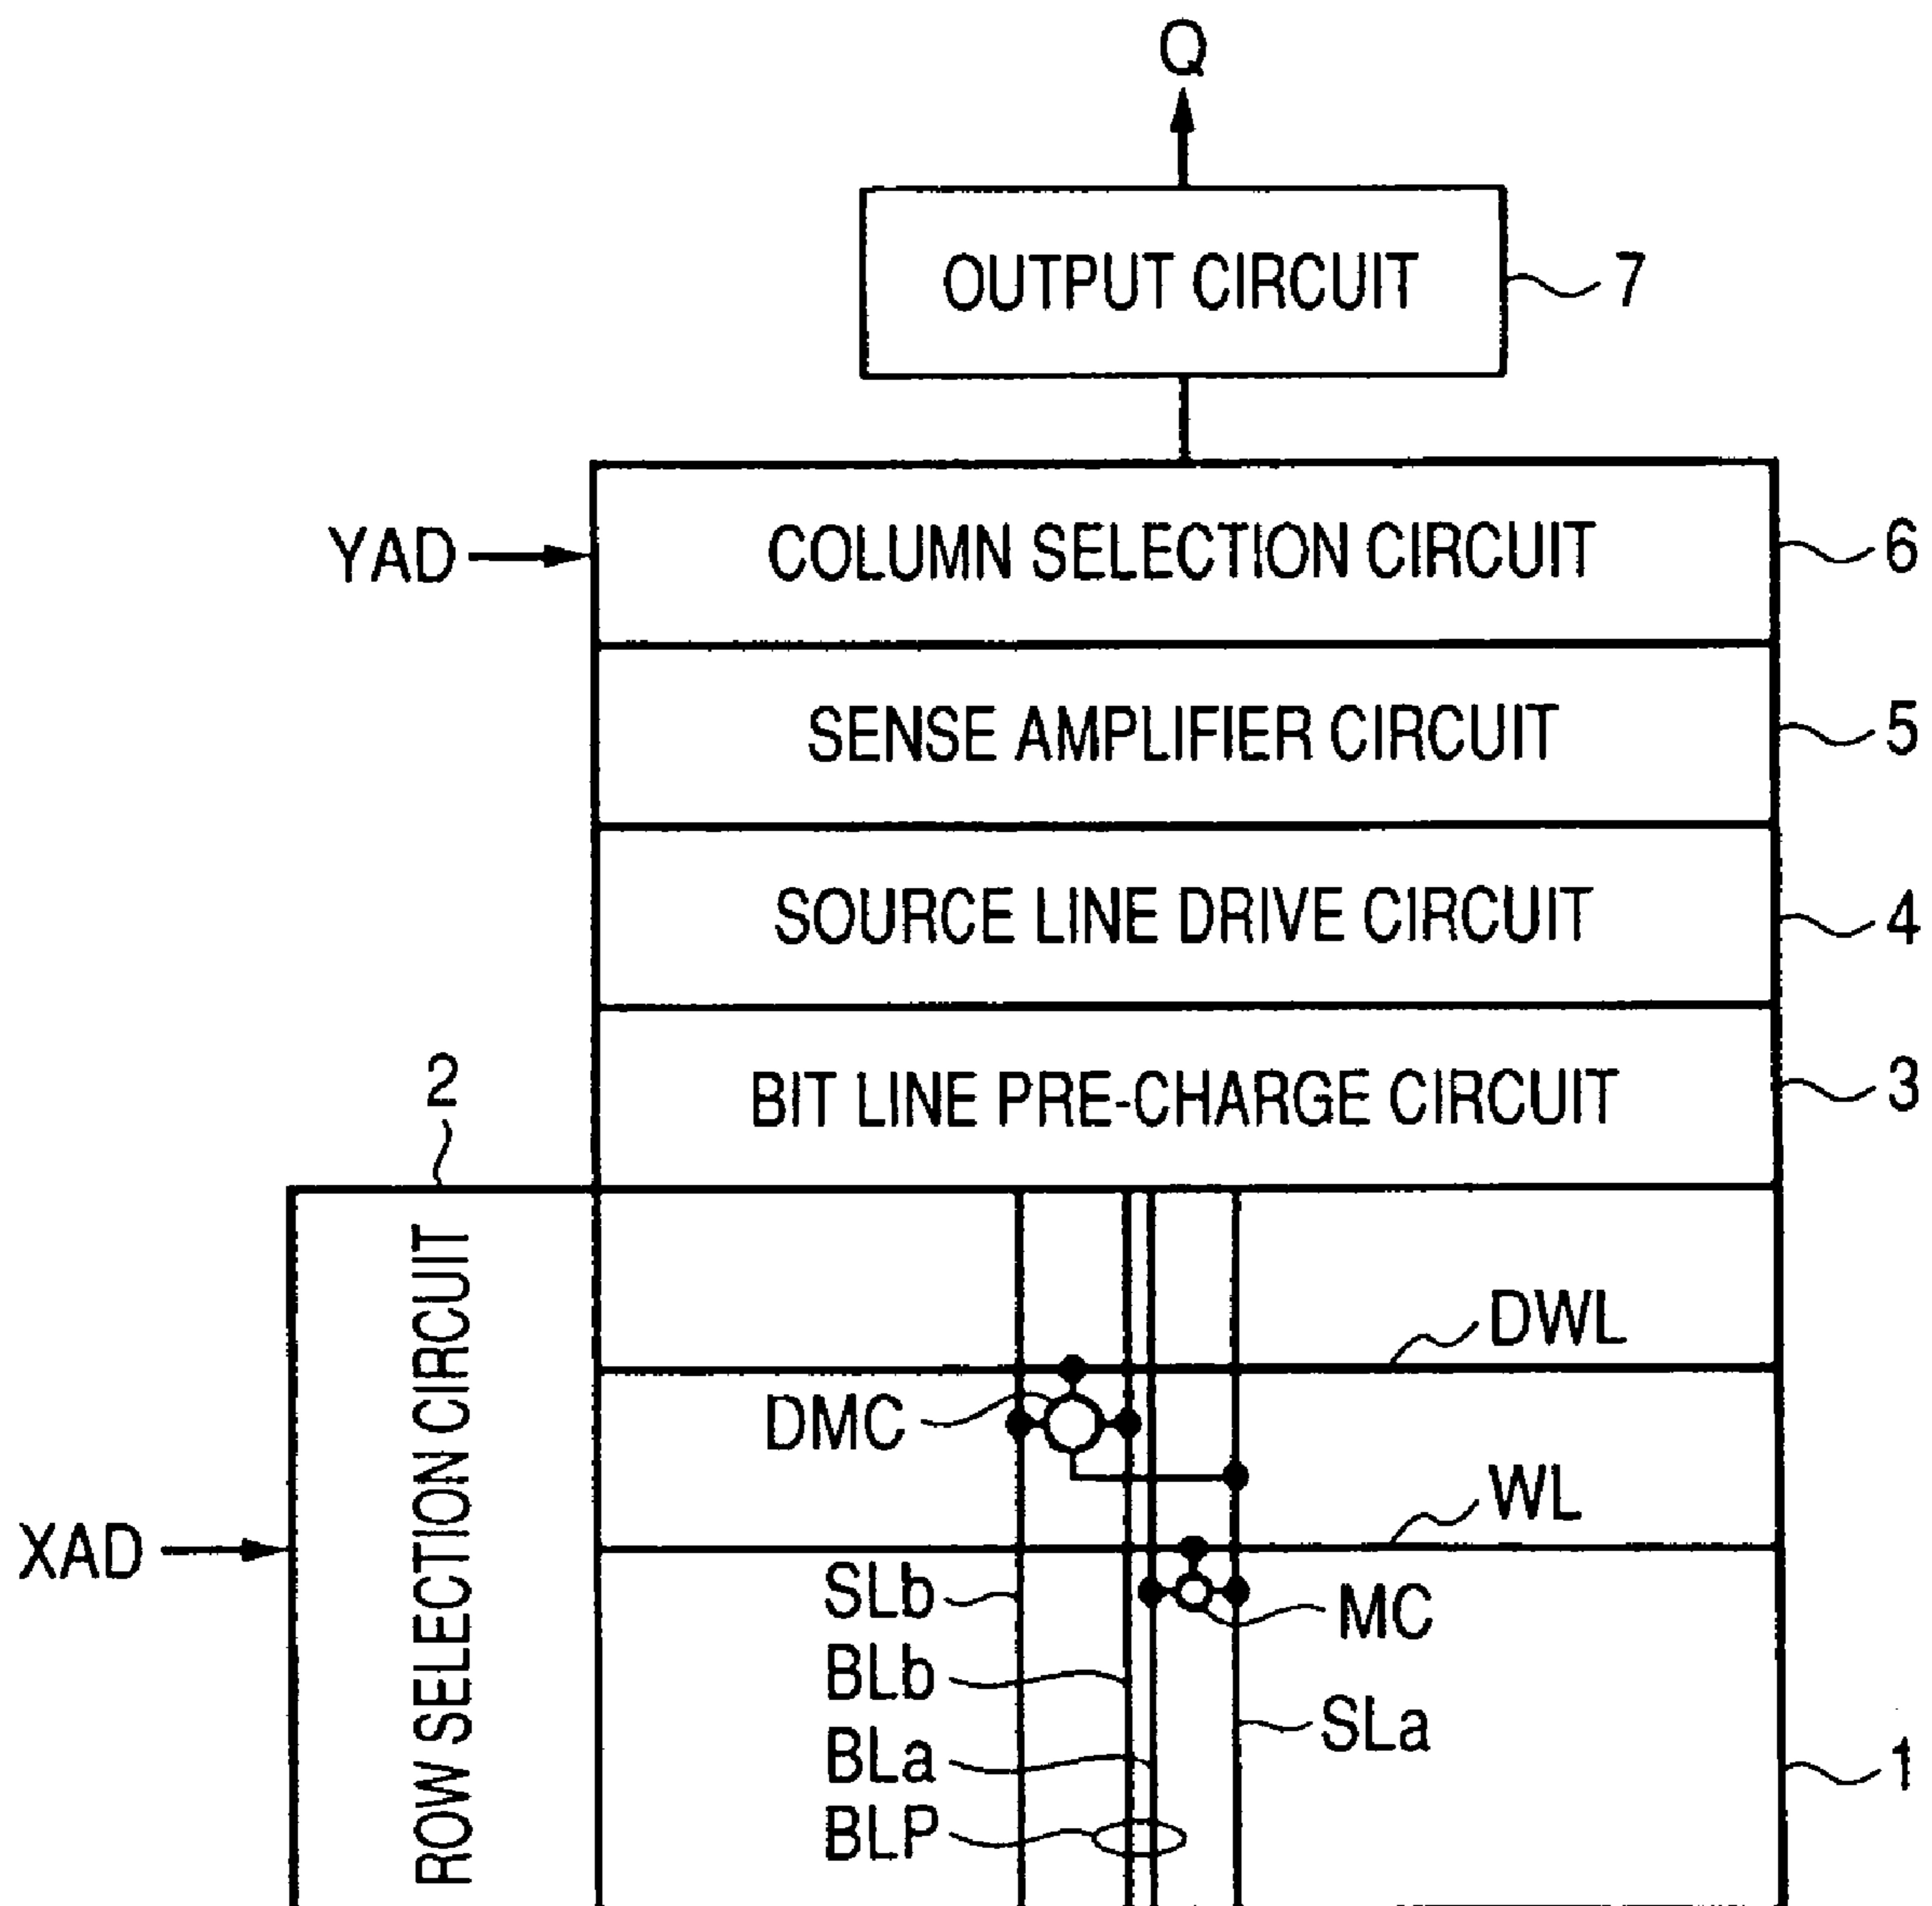 Q
OUTPUT CIRCUIT
7
YAD
COLUMN SELECTION CIRCUIT
6
SENSE AMPLIFIER CIRCUIT
5
SOURCE LINE DRIVE CIRCUIT
4
2
BIT LINE PRE-CHARGE CIRCUIT
3
ROW SELECTION CIRCUIT
DWL
DMC
WL
XAD
SLb
MC
BLb
SLa
BLa
1
BLP